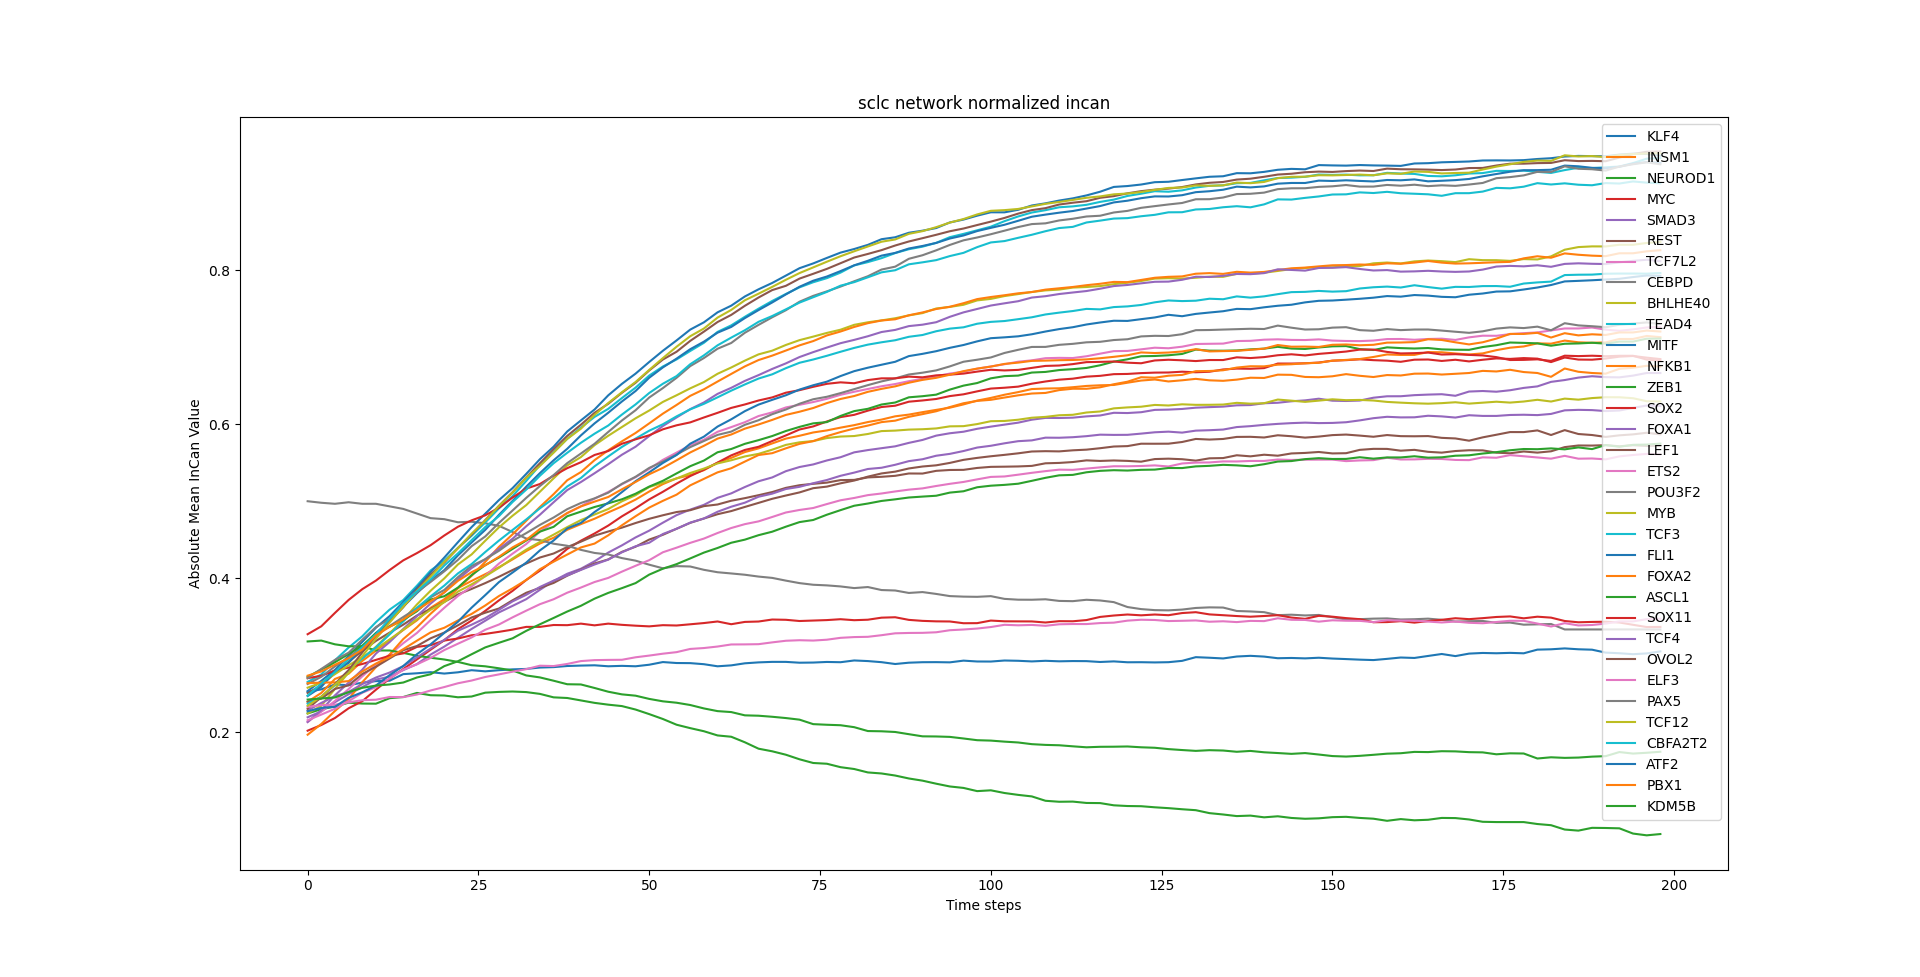 sclc network normalized incan
Absolute Mean InCan Value
0.8
0.6
0.4
0.2
0 25 50 75 100 125 150 175 200
Time steps
KLF4
INSM1
NEUROD1
MYC
SMAD3
REST
TCF7L2
CEBPD
BHLHE40
TEAD4
MITF
NFKB1
ZEB1
SOX2
FOXA1
LEF1
ETS2
POU3F2
MYB
TCF3
FLI1
FOXA2
ASCL1
SOX11
TCF4
OVOL2
ELF3
PAX5
TCF12
CBFA2T2
ATF2
PBX1
KDM5B